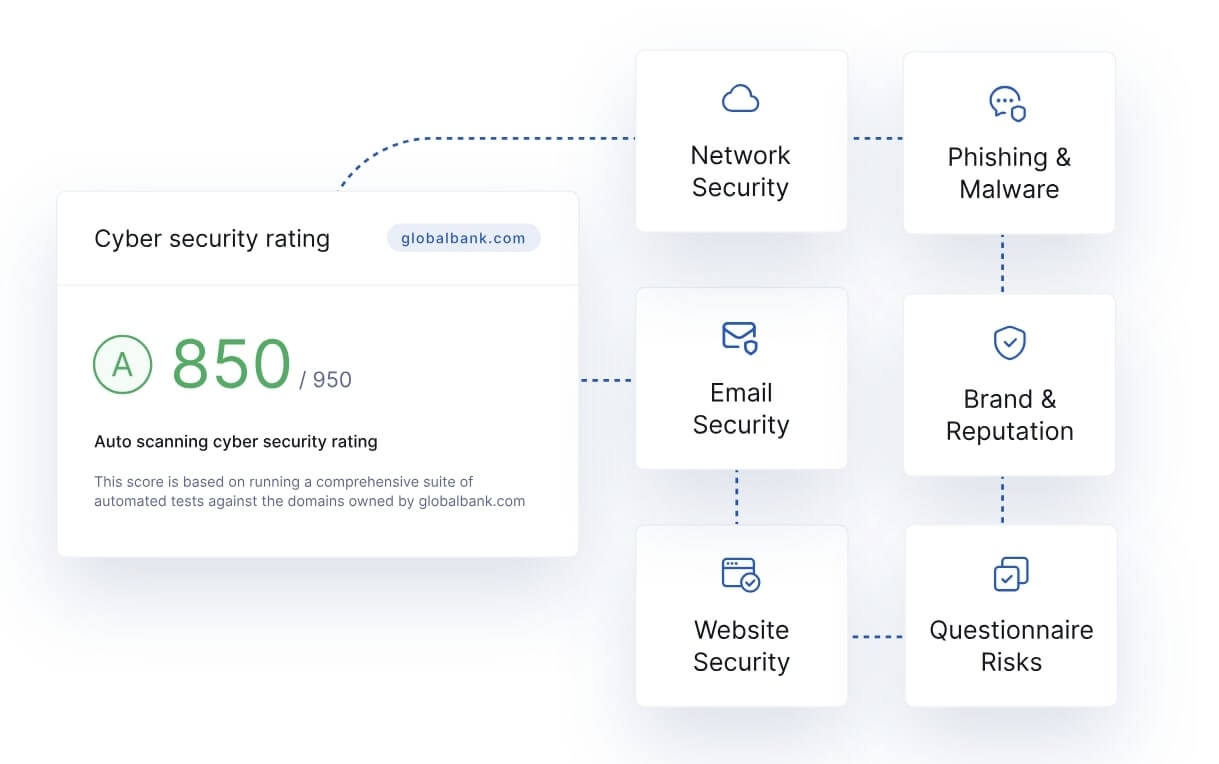 Cyber security rating
globalbank.com
A
850
/ 950
Auto scanning cyber security rating
This score is based on running a comprehensive suite of
automated tests against the domains owned by globalbank.com
Network
Security
Phishing &
Malware
Email
Security
Brand &
Reputation
Website
Security
Questionnaire
Risks